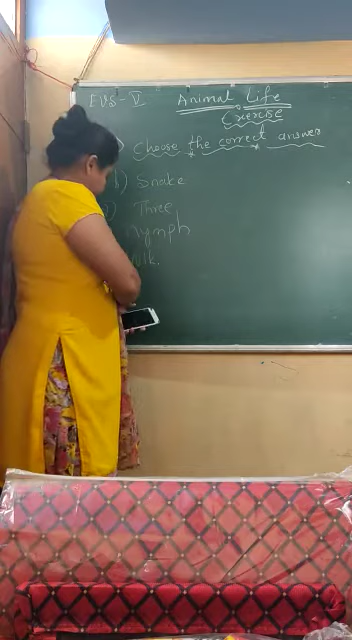 EVS-V Animal Life
Exercise
Choose the correct answer
) Snake
) Three
Nymph